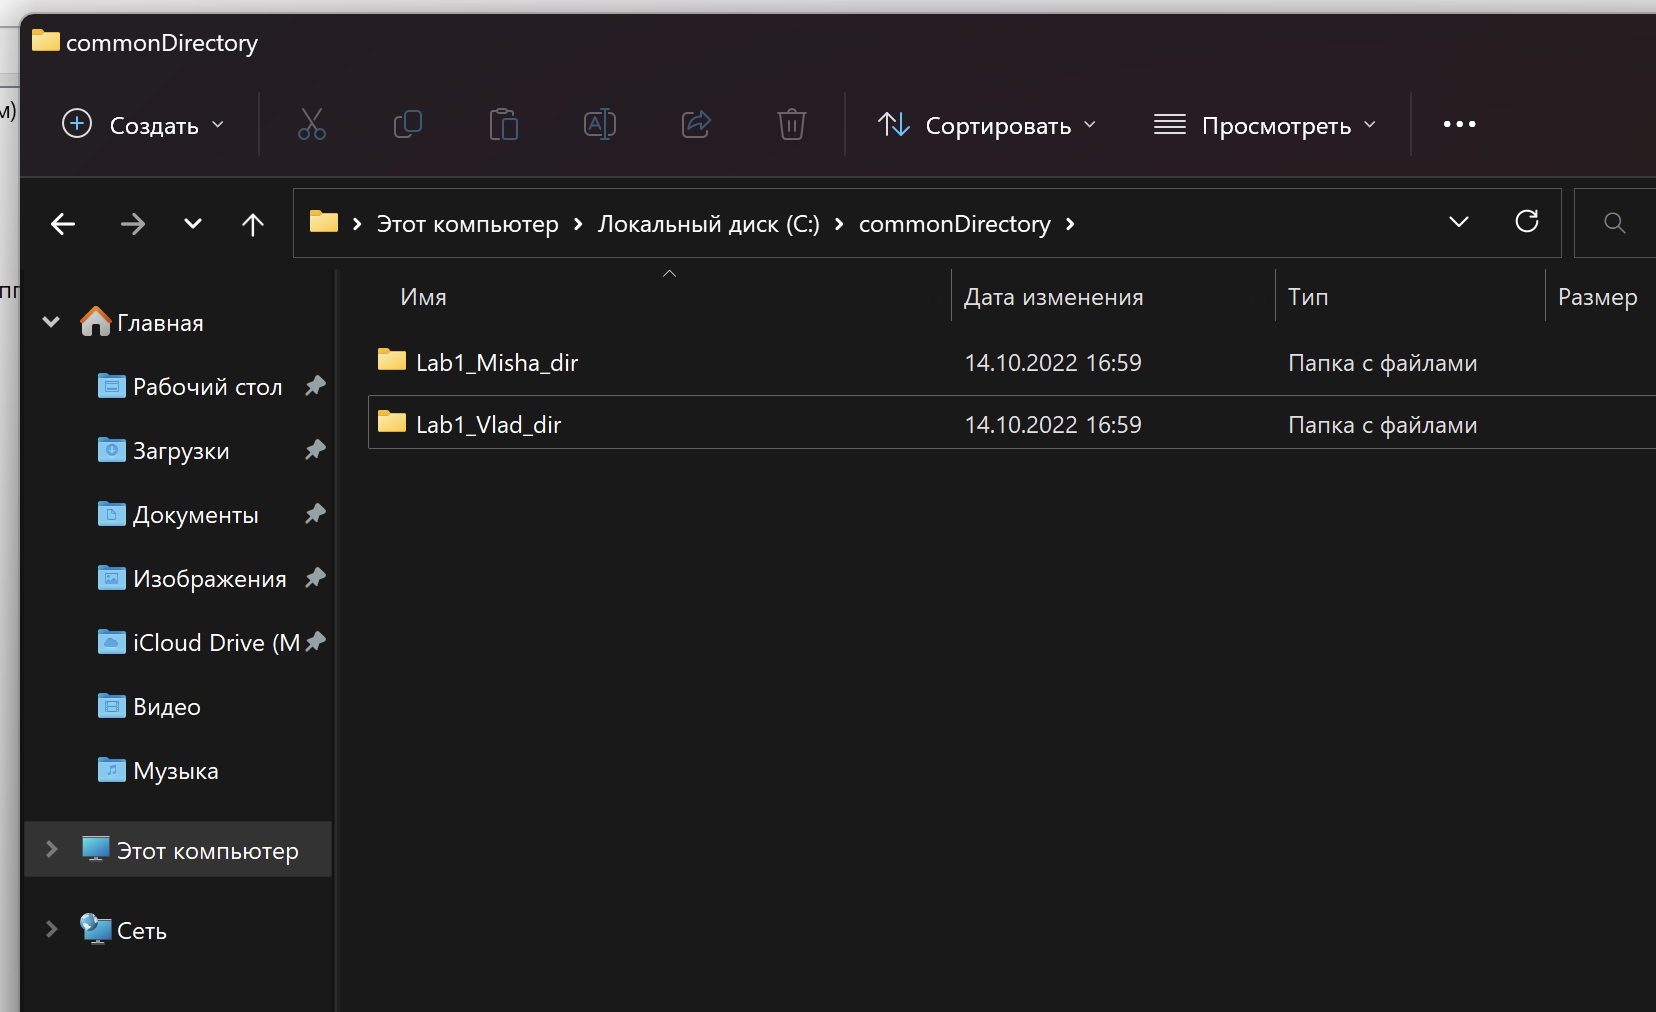 commonDirectory
м)
Создать
Сортировать
Просмотреть
Этот компьютер
Локальный диск (C:)
commonDirectory
Имя
Дата изменения
Тип
Размер
Главная
Рабочий стол
Загрузки
Документы
Изображения
iCloud Drive (M
Видео
Музыка
Этот компьютер
Сеть
Lab1_Misha_dir 14.10.2022 16:59 Папка с файлами
Lab1_Vlad_dir 14.10.2022 16:59 Папка с файлами